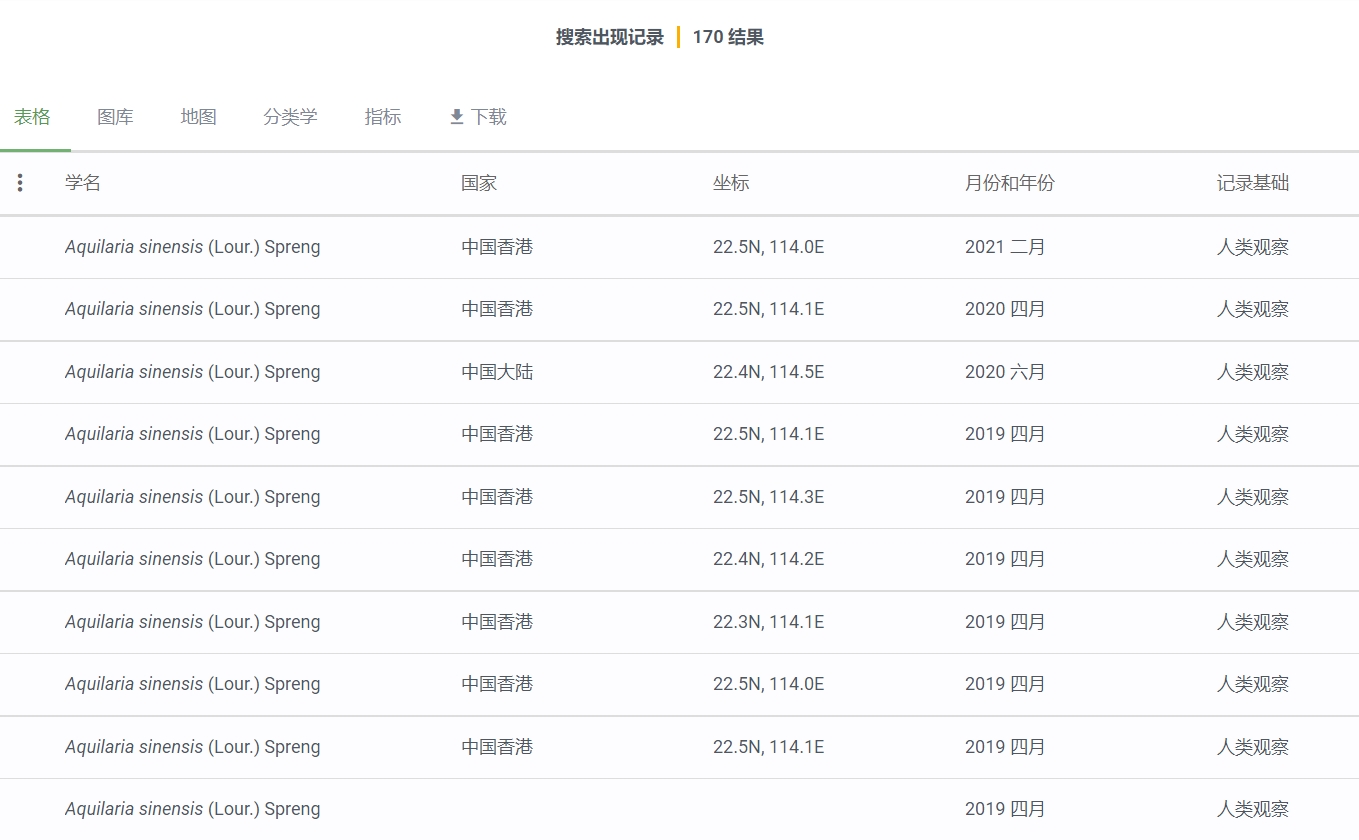 搜索出现记录 170 结果
表格 图库 地图 分类学 指标 下载
学名 国家 坐标 月份和年份 记录基础
Aquilaria sinensis (Lour.) Spreng 中国香港 22.5N, 114.0E 2021 二月 人类观察
Aquilaria sinensis (Lour.) Spreng 中国香港 22.5N, 114.1E 2020 四月 人类观察
Aquilaria sinensis (Lour.) Spreng 中国大陆 22.4N, 114.5E 2020 六月 人类观察
Aquilaria sinensis (Lour.) Spreng 中国香港 22.5N, 114.1E 2019 四月 人类观察
Aquilaria sinensis (Lour.) Spreng 中国香港 22.5N, 114.3E 2019 四月 人类观察
Aquilaria sinensis (Lour.) Spreng 中国香港 22.4N, 114.2E 2019 四月 人类观察
Aquilaria sinensis (Lour.) Spreng 中国香港 22.3N, 114.1E 2019 四月 人类观察
Aquilaria sinensis (Lour.) Spreng 中国香港 22.5N, 114.0E 2019 四月 人类观察
Aquilaria sinensis (Lour.) Spreng 中国香港 22.5N, 114.1E 2019 四月 人类观察
Aquilaria sinensis (Lour.) Spreng 2019 四月 人类观察